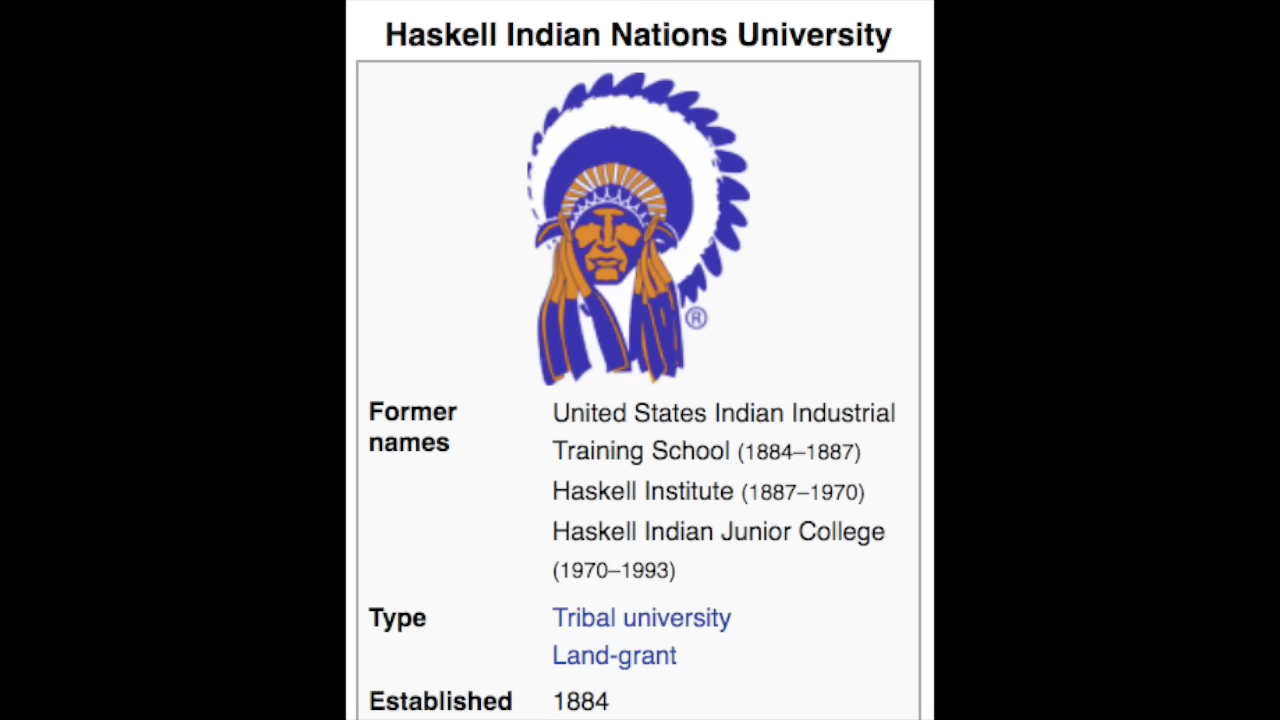 Haskell Indian Nations University
®
Former
names
United States Indian Industrial
Training School (1884–1887)
Haskell Institute (1887–1970)
Haskell Indian Junior College
(1970–1993)
Type
Tribal university
Land-grant
Established
1884